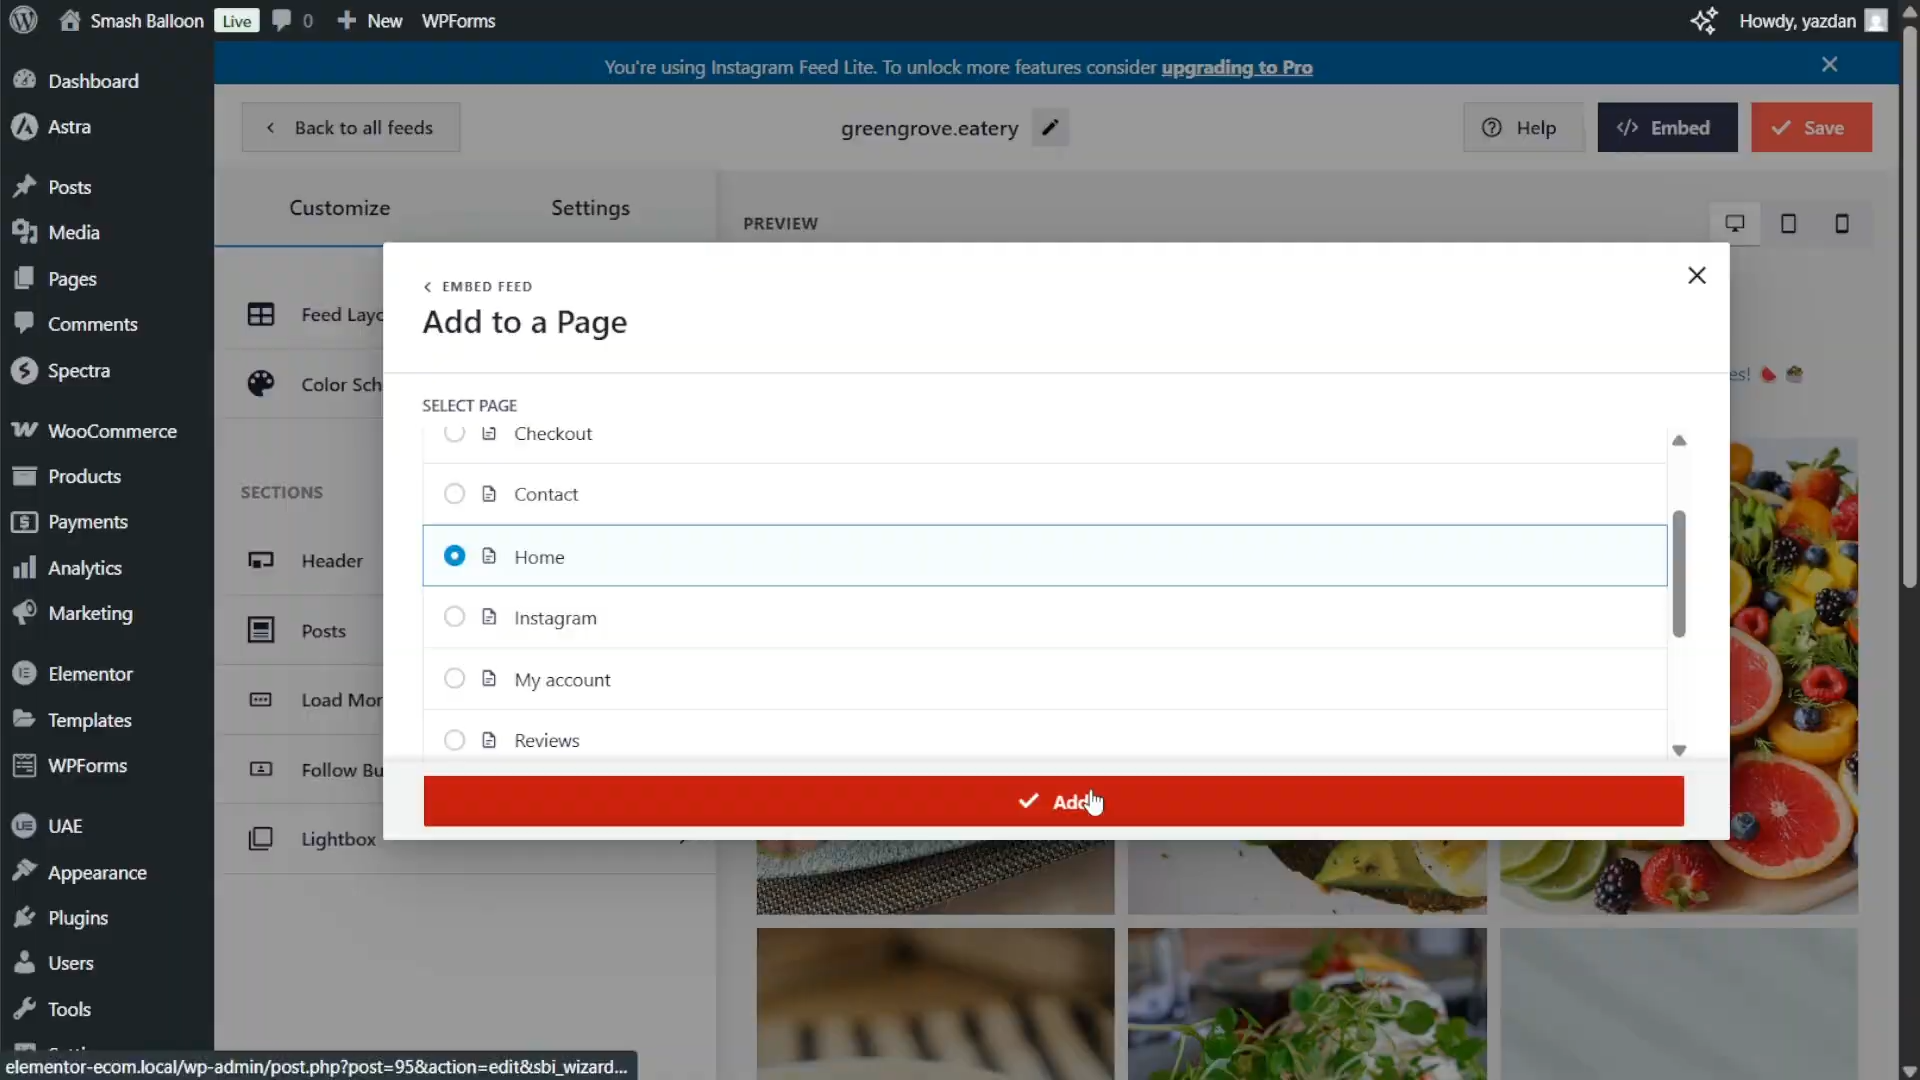 Smash Balloon Live 0 New WPForms Howdy, yazdan
You're using Instagram Feed Lite. To unlock more features consider upgrading to Pro
Dashboard
Astra
Posts
Media
Pages
Comments
Spectra
WooCommerce
Products
Payments
Analytics
Marketing
Elementor
Templates
WPForms
UAE
Appearance
Plugins
Users
Tools
Back to all feeds
greengrove.eatery
Help
</> Embed
Save
Customize Settings
PREVIEW
Feed Layo
Color Sch
SECTIONS
Header
Posts
Load Mor
Follow Bu
Lightbox
es!
< EMBED FEED
Add to a Page
SELECT PAGE
Checkout
Contact
Home
Instagram
My account
Reviews
Add
elementor-ecom.local/wp-admin/post.php?post=95&action=edit&sbi_wizard...